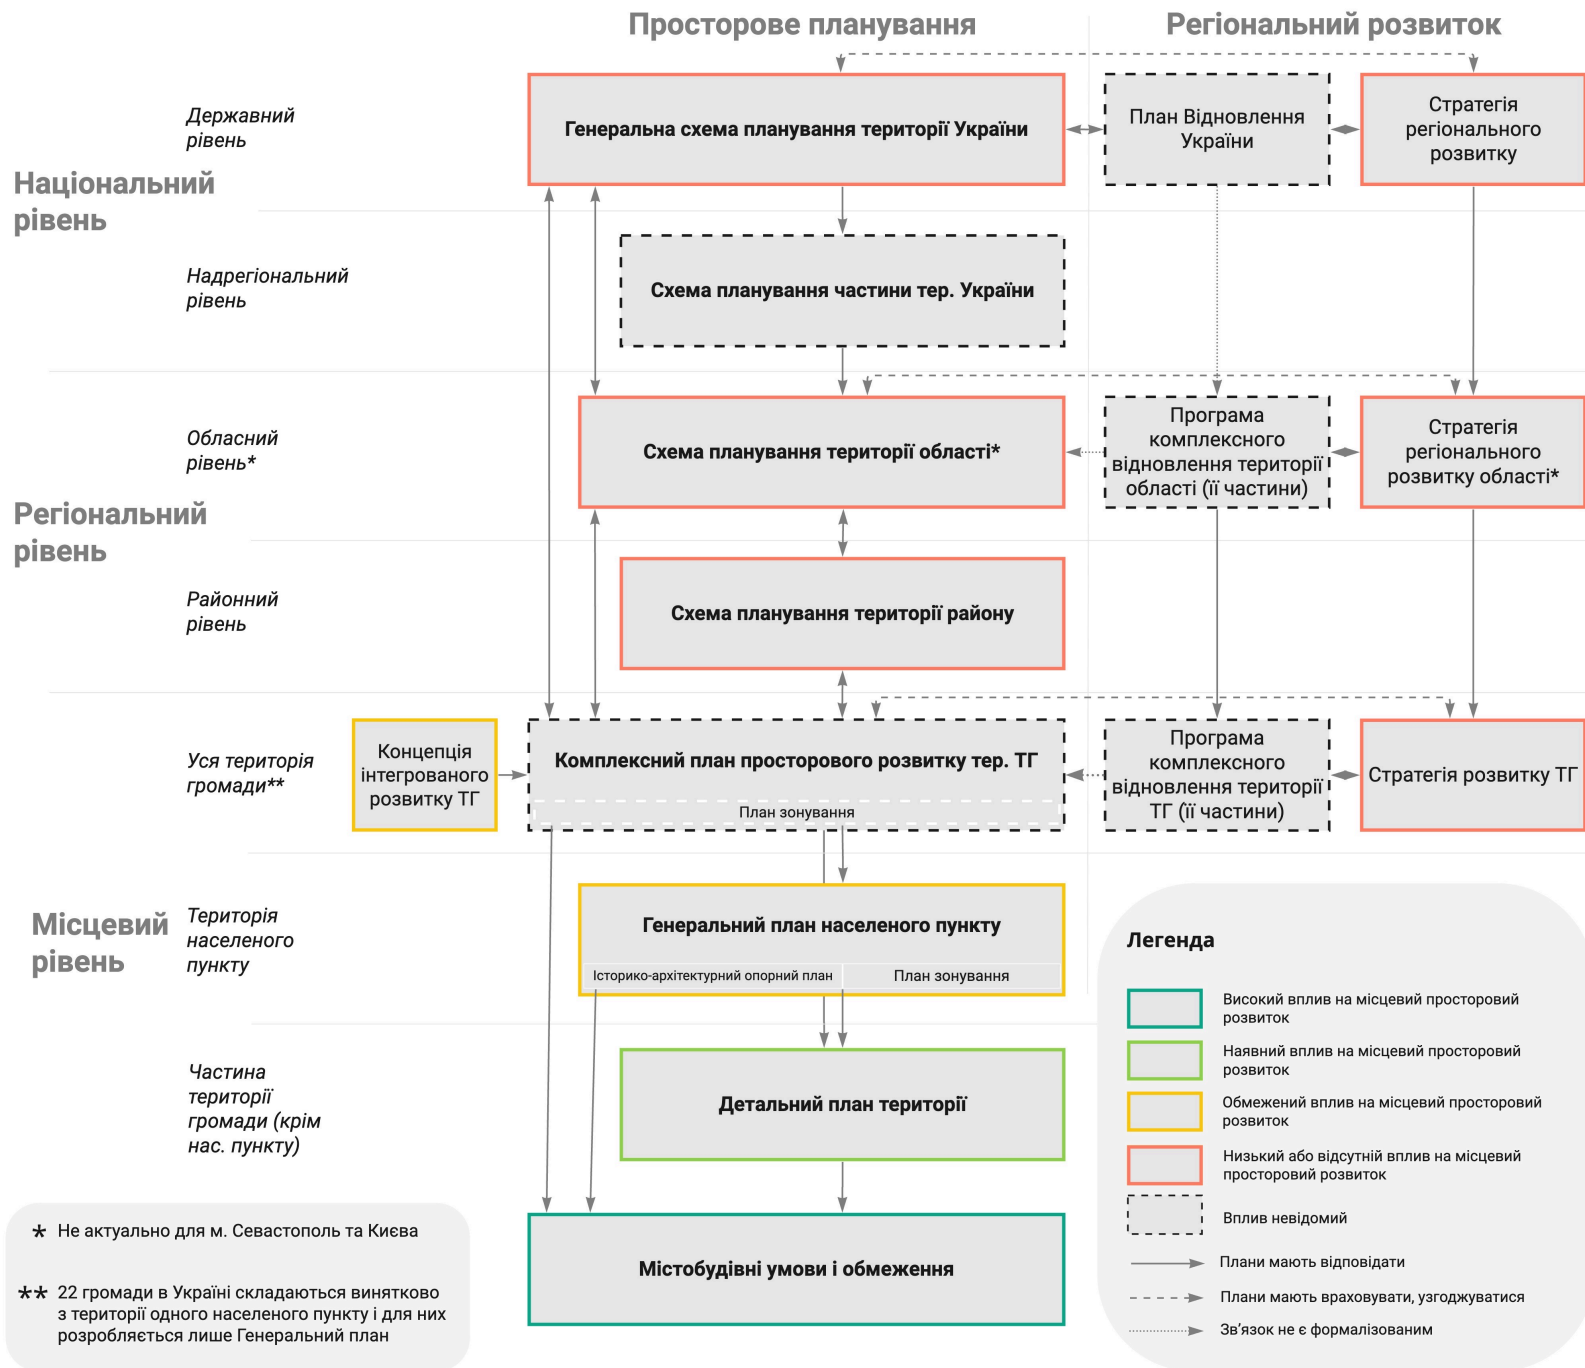 Просторове планування
Регіональний розвиток
Національний
рівень
Державний
рівень
Генеральна схема планування території України
План Відновлення
України
Стратегія
регіонального
розвитку
Надрегіональний
рівень
Схема планування частини тер. України
Регіональний
рівень
Обласний
рівень*
Схема планування території області*
Програма
комплексного
відновлення території
області (її частини)
Стратегія
регіонального
розвитку області*
Районний
рівень
Схема планування території району
Місцевий
рівень
Уся територія
громади**
Концепція
інтегрованого
розвитку ТГ
Комплексний план просторового розвитку тер. ТГ
План зонування
Програма
комплексного
відновлення території
ТГ (її частини)
Стратегія розвитку ТГ
Територія
населеного
пункту
Генеральний план населеного пункту
Історико-архітектурний опорний план
План зонування
Частина
території
громади (крім
нас. пункту)
Детальний план території
Містобудівні умови і обмеження
* Не актуально для м. Севастополь та Києва
** 22 громади в Україні складаються винятково
з території одного населеного пункту і для них
розробляється лише Генеральний план
Легенда
Високий вплив на місцевий просторовий
розвиток
Наявний вплив на місцевий просторовий
розвиток
Обмежений вплив на місцевий просторовий
розвиток
Низький або відсутній вплив на місцевий
просторовий розвиток
Вплив невідомий
Плани мають відповідати
Плани мають враховувати, узгоджуватися
Зв'язок не є формалізованим